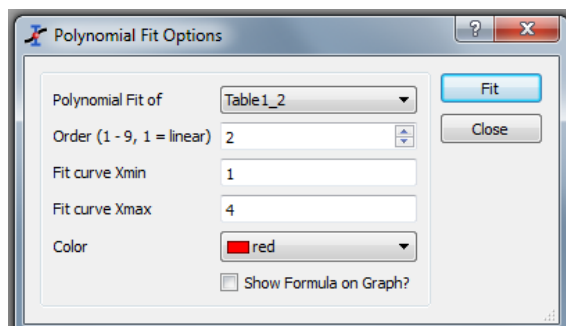 Polynomial Fit Options
Polynomial Fit of Table1_2
Fit
Order (1 - 9, 1 = linear) 2
Close
Fit curve Xmin 1
Fit curve Xmax 4
Color red
Show Formula on Graph?